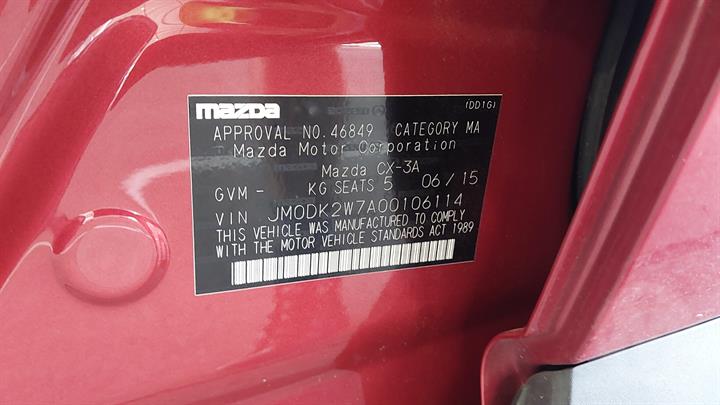 mazda (DD1G)
APPROVAL NO.46849 CATEGORY MA
Mazda Motor Corporation
Mazda CX-3A
GVM - KG SEATS 5 06/15
VIN JM0DK2W7A00106114
THIS VEHICLE WAS MANUFACTURED TO COMPLY
WITH THE MOTOR VEHICLE STANDARDS ACT 1989